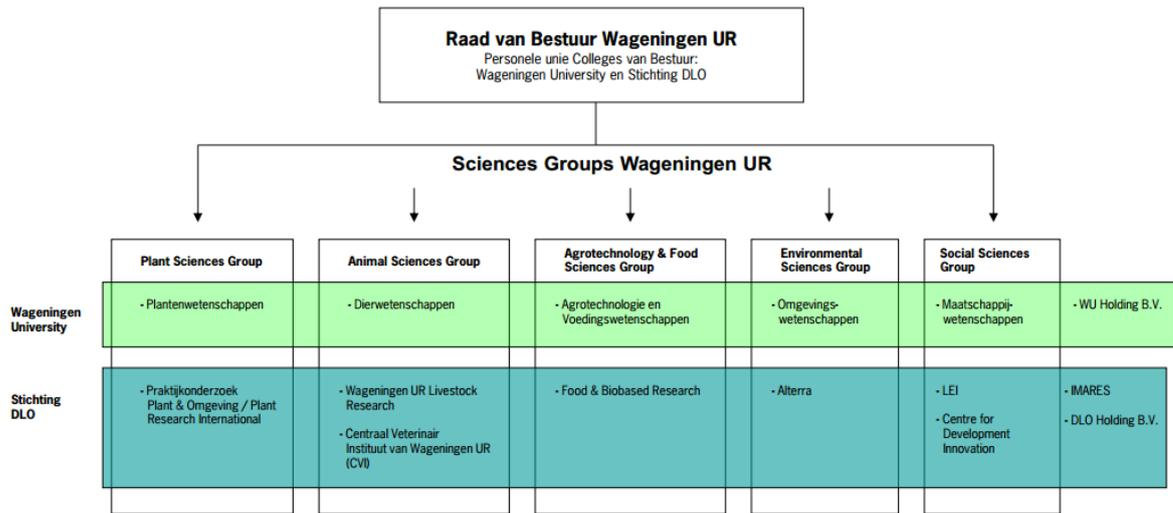 Raad van Bestuur Wageningen UR
Personele unie Colleges van Bestuur:
Wageningen University en Stichting DLO
Sciences Groups Wageningen UR
Plant Sciences Group
Animal Sciences Group
Agrotechnology & Food
Sciences Group
Environmental
Sciences Group
Social Sciences
Group
Wageningen
University
- Plantenwetenschappen
- Dierwetenschappen
- Agrotechnologie en
Voedingswetenschappen
- Omgevings-
wetenschappen
- Maatschappij-
wetenschappen
- WU Holding B.V.
Stichting
DLO
- Praktijkonderzoek
Plant & Omgeving / Plant
Research International
- Wageningen UR Livestock
Research
- Centraal Veterinair
Instituut van Wageningen UR
(CVI)
- Food & Biobased Research
- Alterra
- LEI
- Centre for
Development
Innovation
- IMARES
- DLO Holding B.V.